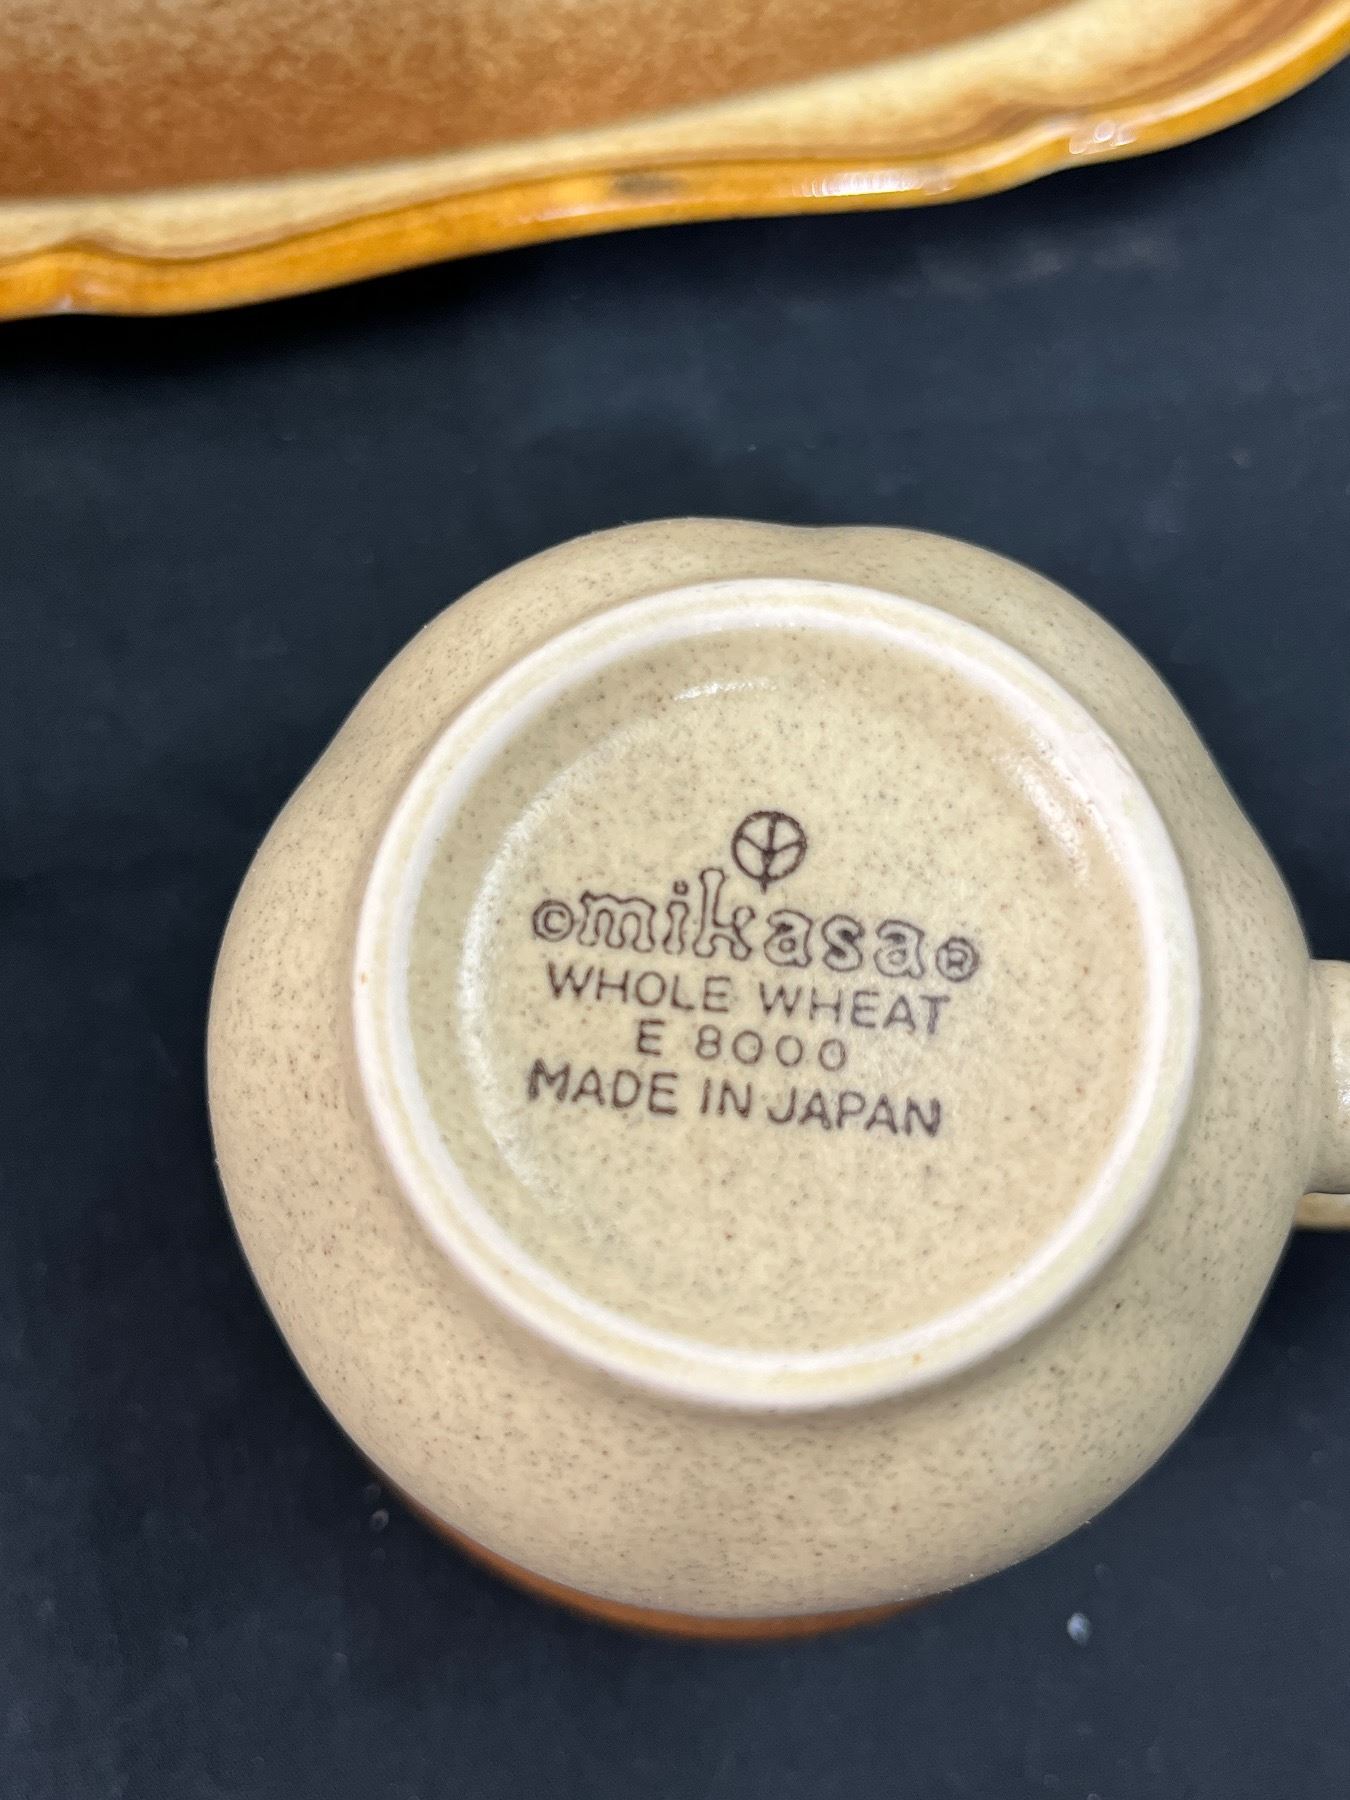 ©mikasa®
WHOLE WHEAT
E 8000
MADE IN JAPAN